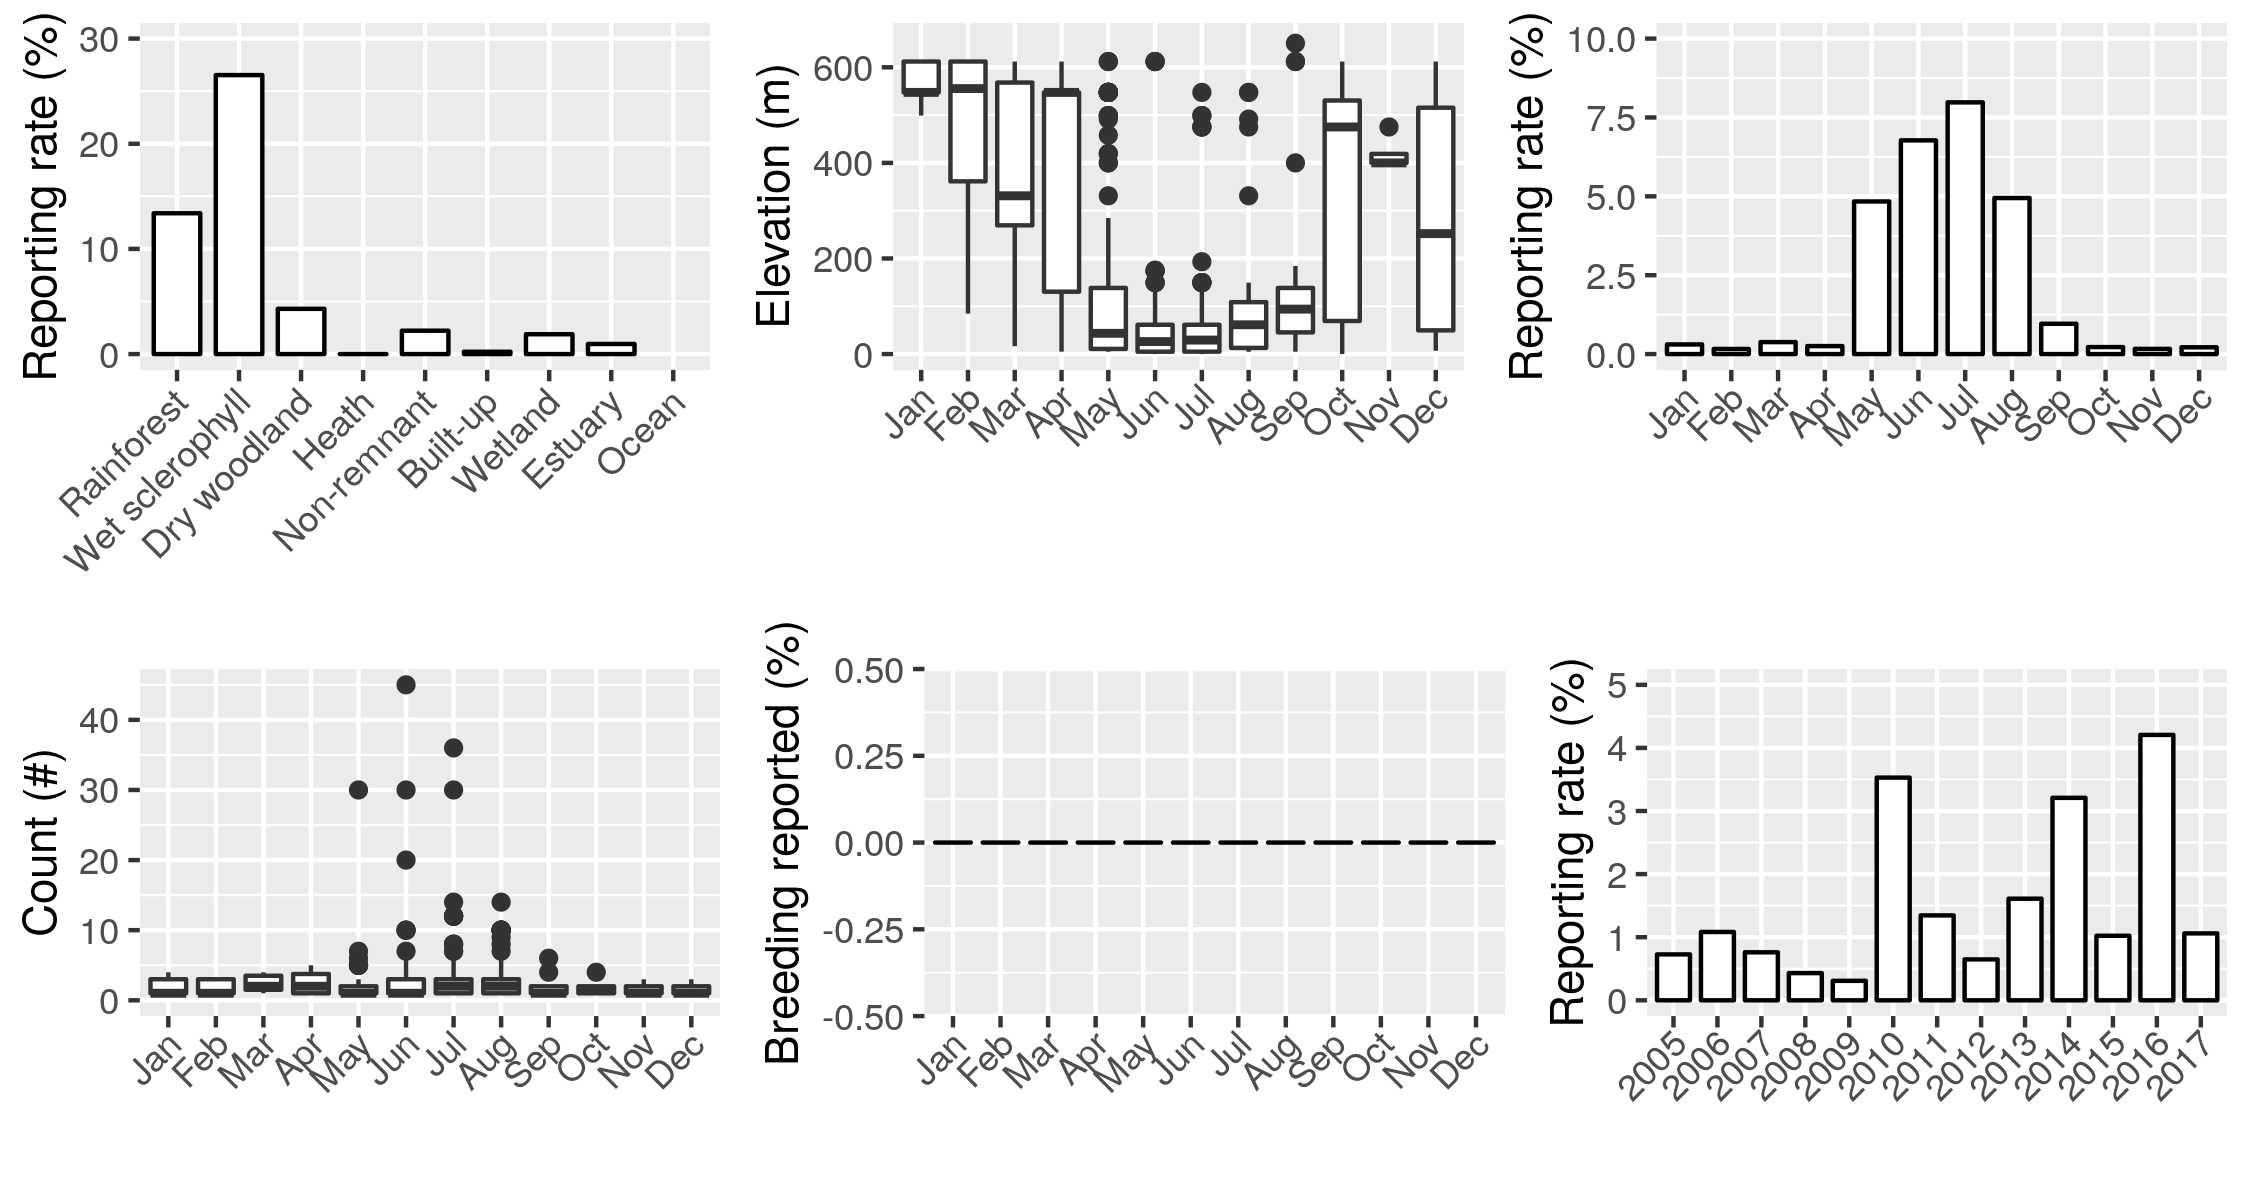 Reporting rate (%)
30
20
10
0
Rainforest
Wet sclerophyll
Dry woodland
Heath
Non-remnant
Built-up
Wetland
Estuary
Ocean
Elevation (m)
600
400
200
0
Jan
Feb
Mar
Apr
May
Jun
Jul
Aug
Sep
Oct
Nov
Dec
Reporting rate (%)
10.0
7.5
5.0
2.5
0.0
Jan
Feb
Mar
Apr
May
Jun
Jul
Aug
Sep
Oct
Nov
Dec
Count (#)
40
30
20
10
0
Jan
Feb
Mar
Apr
May
Jun
Jul
Aug
Sep
Oct
Nov
Dec
Breeding reported (%)
0.50
0.25
0.00
-0.25
-0.50
Jan
Feb
Mar
Apr
May
Jun
Jul
Aug
Sep
Oct
Nov
Dec
Reporting rate (%)
5
4
3
2
1
0
2005
2006
2007
2008
2009
2010
2011
2012
2013
2014
2015
2016
2017